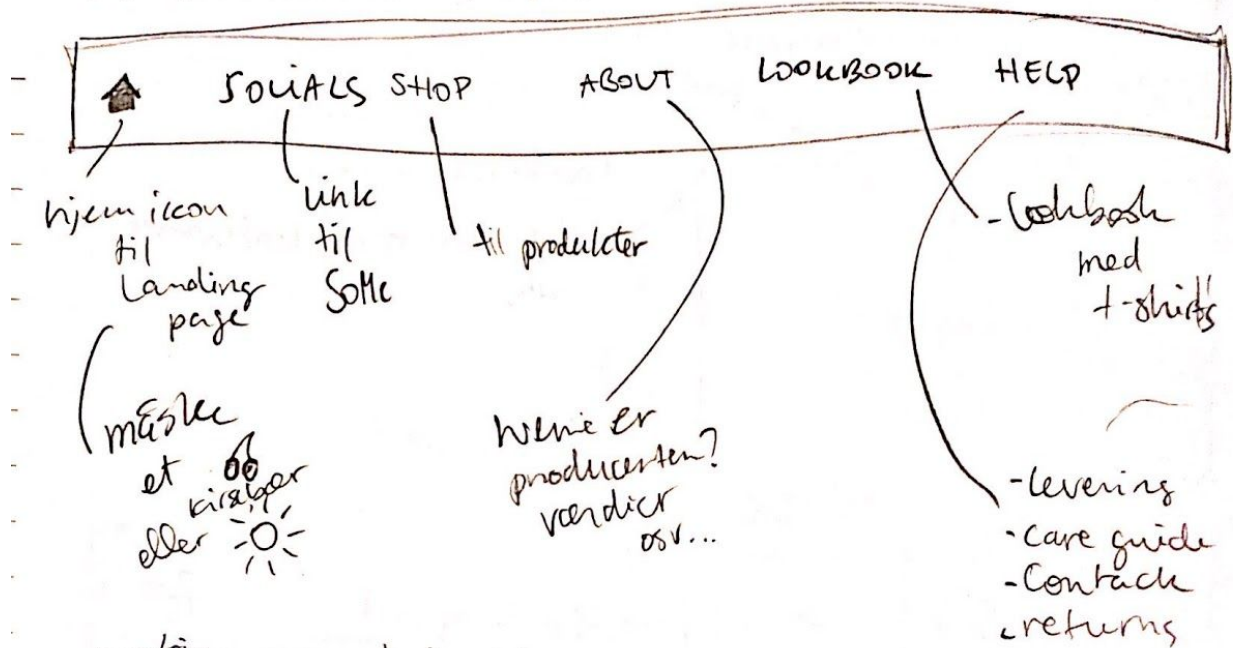 SOCIALS SHOP ABOUT LOOKBOOK HELP
hjem icon
til
Landing
page
link
til
SoMe
til produkter
- Lookbook
med
t-shirts
måske
et
kirsebær
eller
hvem er
producenten?
værdier
osv...
- levering
- care guide
- Contack
- returns